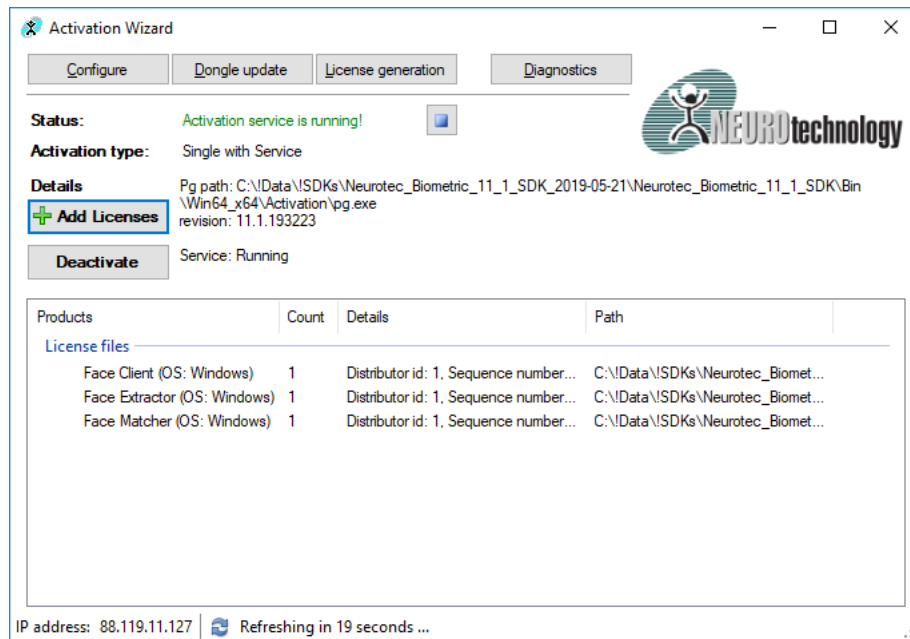 Activation Wizard
Configure Dongle update License generation Diagnostics
NEUROtechnology
Status: Activation service is running!
Activation type: Single with Service
Details Pg path: C:\!Data\!SDKs\Neurotec_Biometric_11_1_SDK_2019-05-21\Neurotec_Biometric_11_1_SDK\Bin
\Win64_x64\Activation\pg.exe
Add Licenses revision: 11.1.193223
Deactivate Service: Running
Products Count Details Path
License files
Face Client (OS: Windows) 1 Distributor id: 1, Sequence number... C:\!Data\!SDKs\Neurotec_Biomet...
Face Extractor (OS: Windows) 1 Distributor id: 1, Sequence number... C:\!Data\!SDKs\Neurotec_Biomet...
Face Matcher (OS: Windows) 1 Distributor id: 1, Sequence number... C:\!Data\!SDKs\Neurotec_Biomet...
IP address: 88.119.11.127 Refreshing in 19 seconds ...